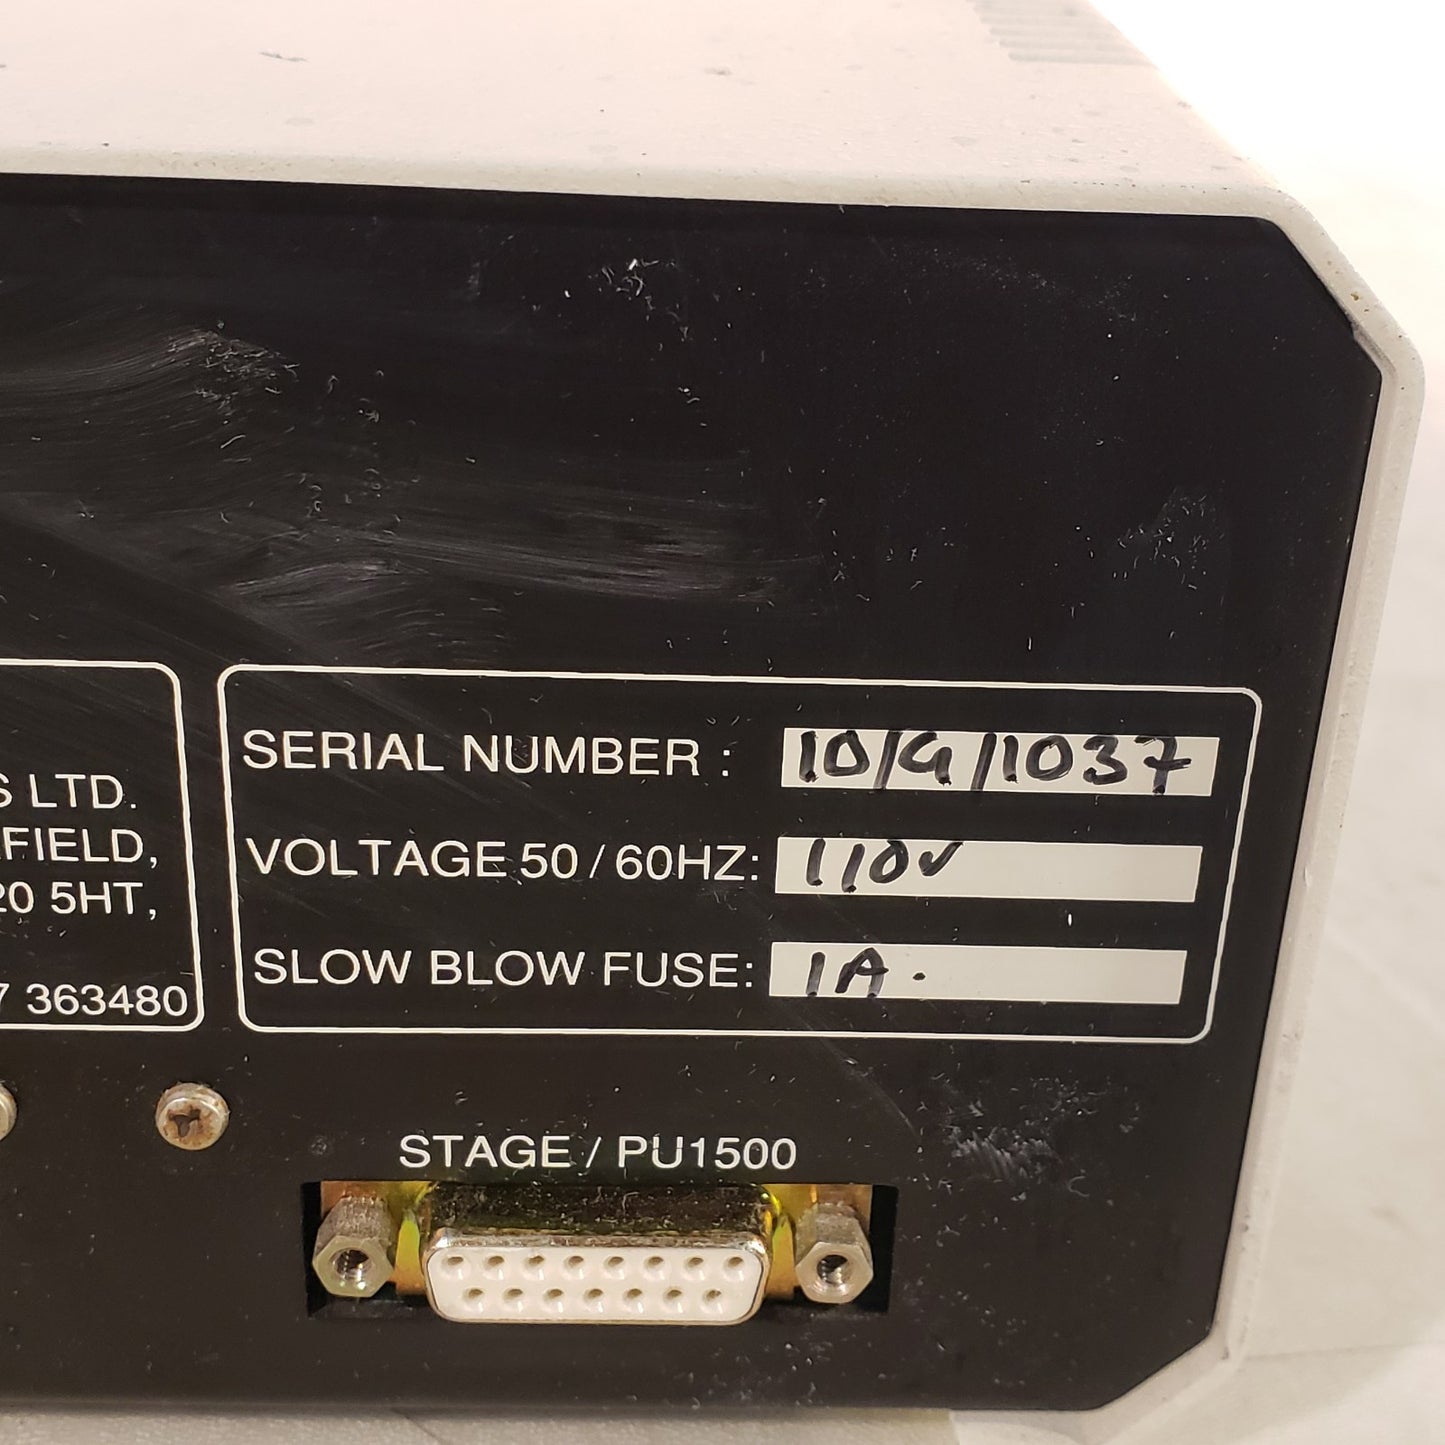 S LTD.
FIELD,
20 5HT,
7 363480
SERIAL NUMBER : 10/G/1037
VOLTAGE 50 / 60HZ: 110V
SLOW BLOW FUSE: 1A.
STAGE / PU1500